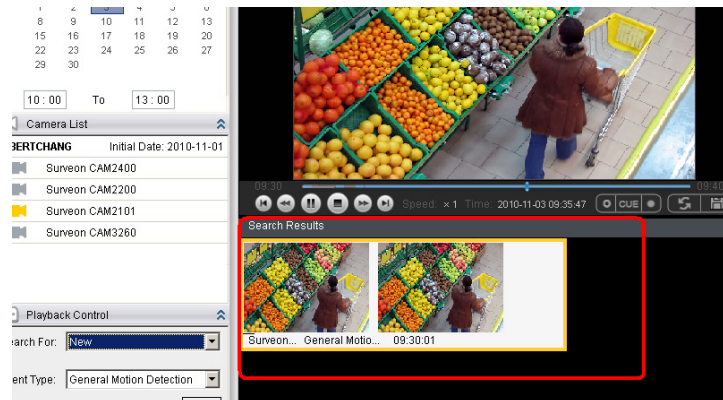 1 2 3 4 5 6
8 9 10 11 12 13
15 16 17 18 19 20
22 23 24 25 26 27
29 30
10:00 To 13:00
Camera List
BERTCHANG Initial Date: 2010-11-01
Surveon CAM2400
Surveon CAM2200
Surveon CAM2101
Surveon CAM3260
Playback Control
earch For: New
ent Type: General Motion Detection
09:30 09:40
Speed: × 1 Time: 2010-11-03 09:35:47 CUE
Search Results
Surveon... General Motio... 09:30:01